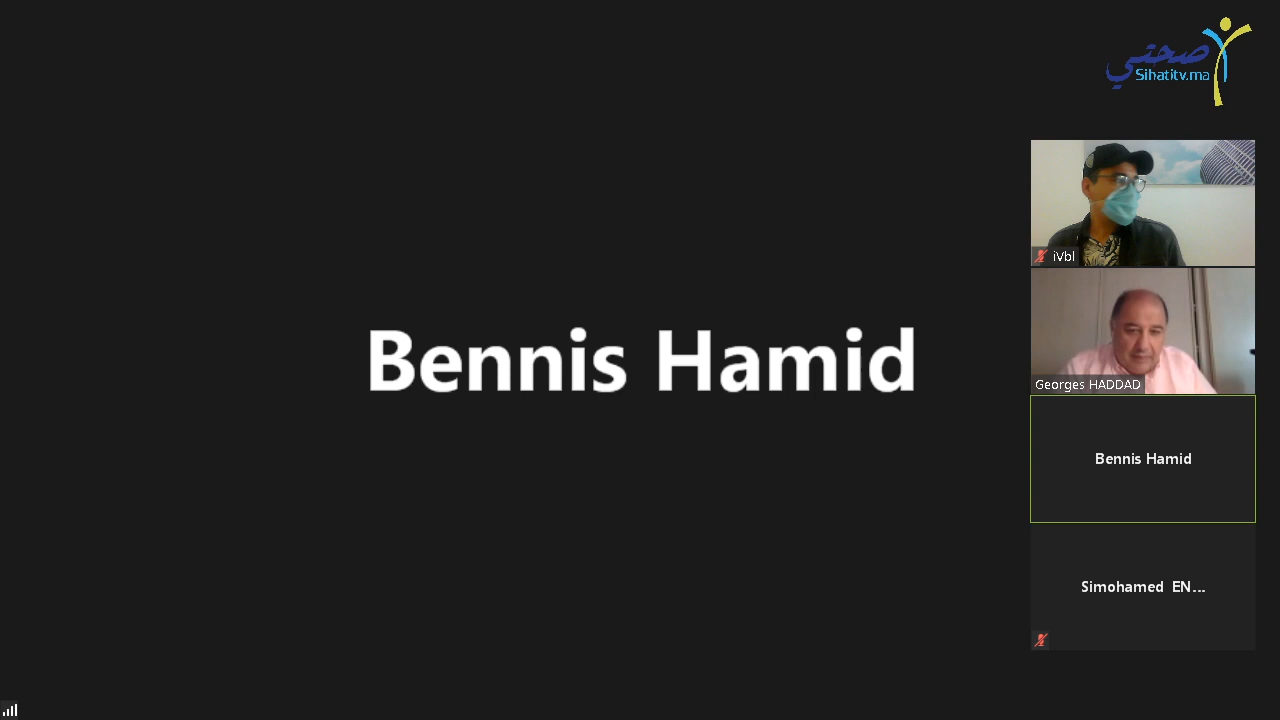 صحتي
Sihatitv.ma
iVbl
Georges HADDAD
Bennis Hamid
Bennis Hamid
Simohamed EN...